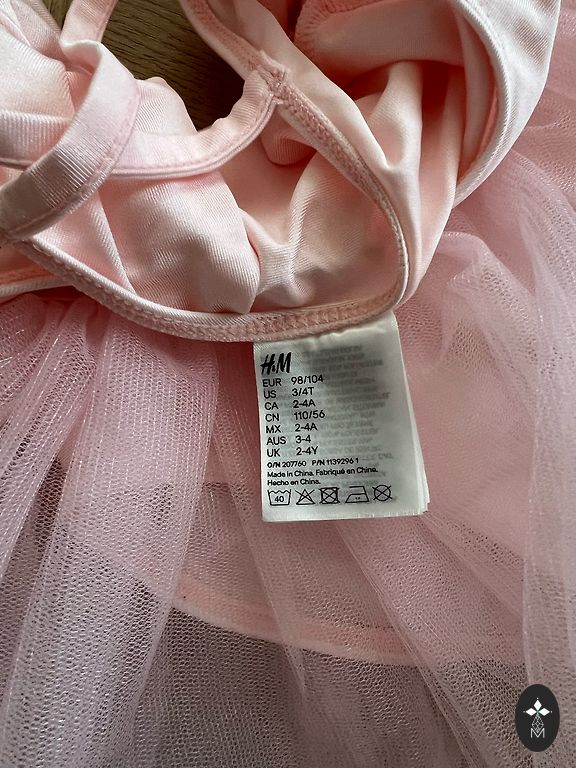 H&M
EUR 98/104
US 3/4T
CA 2-4A
CN 110/56
MX 2-4A
AUS 3-4
UK 2-4Y
O/N 207760 P/N 1139296 1
Made in China. Fabriqué en Chine.
Hecho en China.
40
M